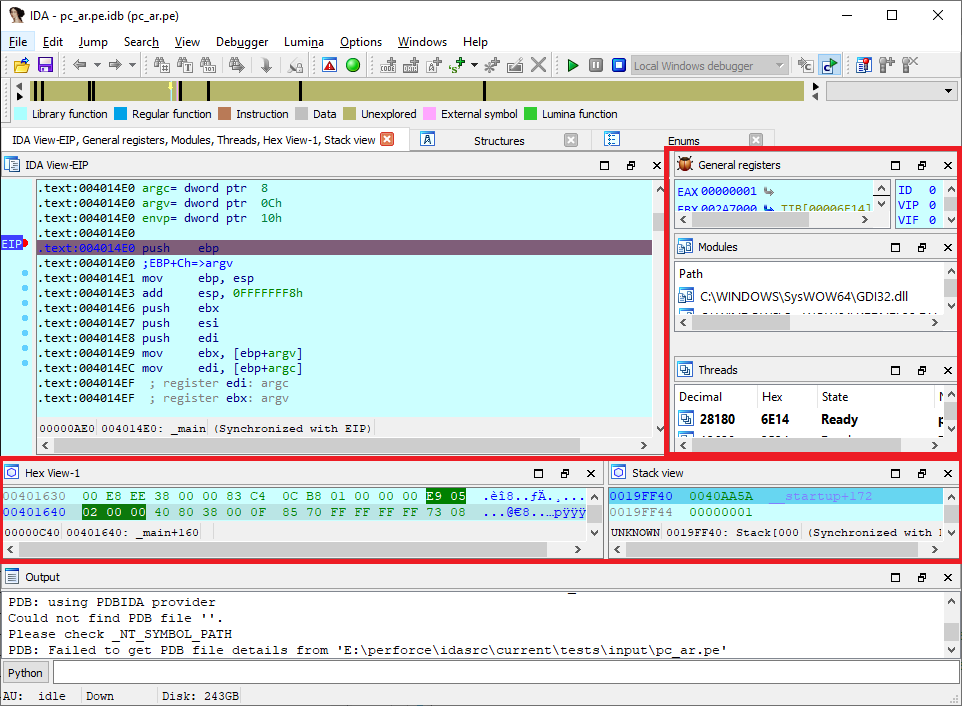 IDA - pc_ar.pe.idb (pc_ar.pe)
File Edit Jump Search View Debugger Lumina Options Windows Help
Local Windows debugger
Library function Regular function Instruction Data Unexplored External symbol Lumina function
IDA View-EIP, General registers, Modules, Threads, Hex View-1, Stack view Structures Enums
IDA View-EIP
.text:004014E0 argc= dword ptr  8
.text:004014E0 argv= dword ptr  0Ch
.text:004014E0 envp= dword ptr  10h
.text:004014E0
EIP .text:004014E0 push    ebp
.text:004014E0 ;EBP+Ch=>argv
.text:004014E1 mov     ebp, esp
.text:004014E3 add     esp, 0FFFFFFF8h
.text:004014E6 push    ebx
.text:004014E7 push    esi
.text:004014E8 push    edi
.text:004014E9 mov     ebx, [ebp+argv]
.text:004014EC mov     edi, [ebp+argc]
.text:004014EF  ; register edi: argc
.text:004014EF  ; register ebx: argv
00000AE0 004014E0: _main (Synchronized with EIP)
General registers
EAX 00000001
EBX 002A7000 TIB[00006E14]
ID 0
VIP 0
VIF 0
Modules
Path
C:\WINDOWS\SysWOW64\GDI32.dll
Threads
Decimal Hex State
28180 6E14 Ready
Hex View-1
00401630 00 E8 EE 38 00 00 83 C4 0C B8 01 00 00 00 E9 05 .èî8..ƒÄ.¸....
00401640 02 00 00 40 80 38 00 0F 85 70 FF FF FF FF 73 08 ...@€8..…pÿÿÿ
00000C40 00401640: _main+160
Stack view
0019FF40 0040AA5A __startup+172
0019FF44 00000001
UNKNOWN 0019FF40: Stack[000 (Synchronized with
Output
PDB: using PDBIDA provider
Could not find PDB file ''.
Please check _NT_SYMBOL_PATH
PDB: Failed to get PDB file details from 'E:\perforce\idasrc\current\tests\input\pc_ar.pe'
Python
AU: idle Down Disk: 243GB